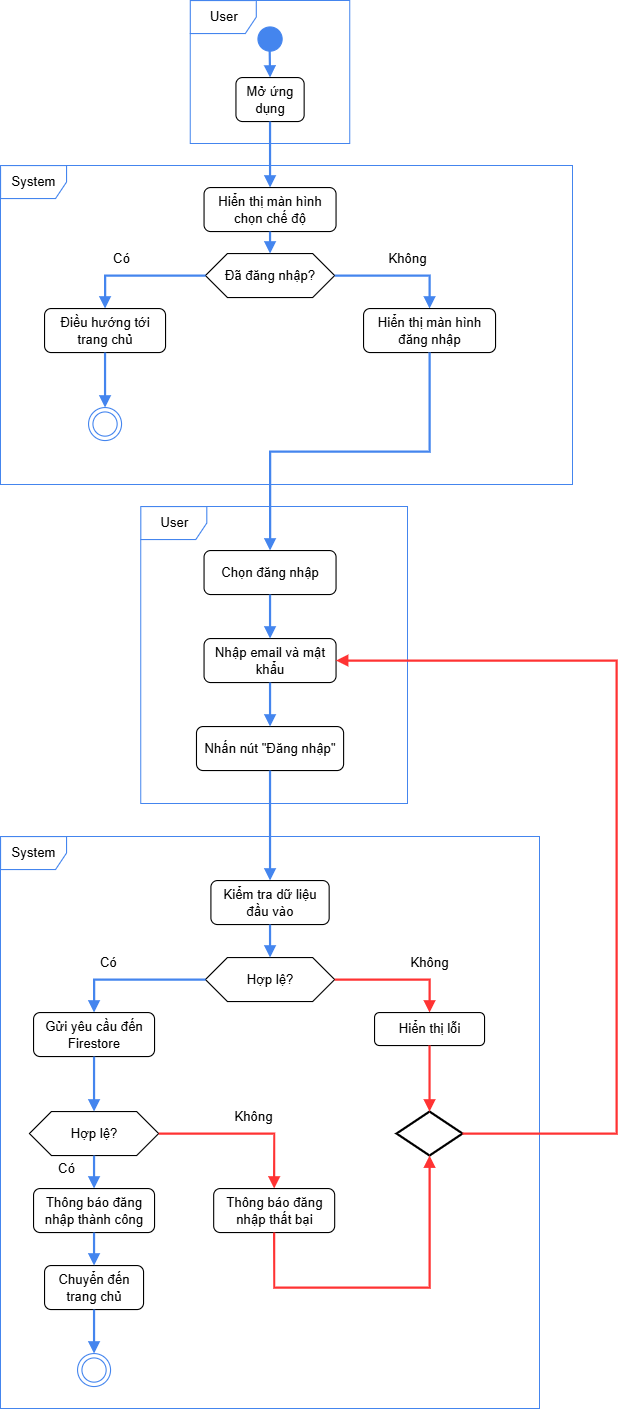 User
Mở ứng
dụng
System
Hiển thị màn hình
chọn chế độ
Có
Đã đăng nhập?
Không
Điều hướng tới
trang chủ
Hiển thị màn hình
đăng nhập
User
Chọn đăng nhập
Nhập email và mật
khẩu
Nhấn nút "Đăng nhập"
System
Kiểm tra dữ liệu
đầu vào
Có
Hợp lệ?
Không
Gửi yêu cầu đến
Firestore
Hiển thị lỗi
Hợp lệ?
Không
Có
Thông báo đăng
nhập thành công
Thông báo đăng
nhập thất bại
Chuyển đến
trang chủ